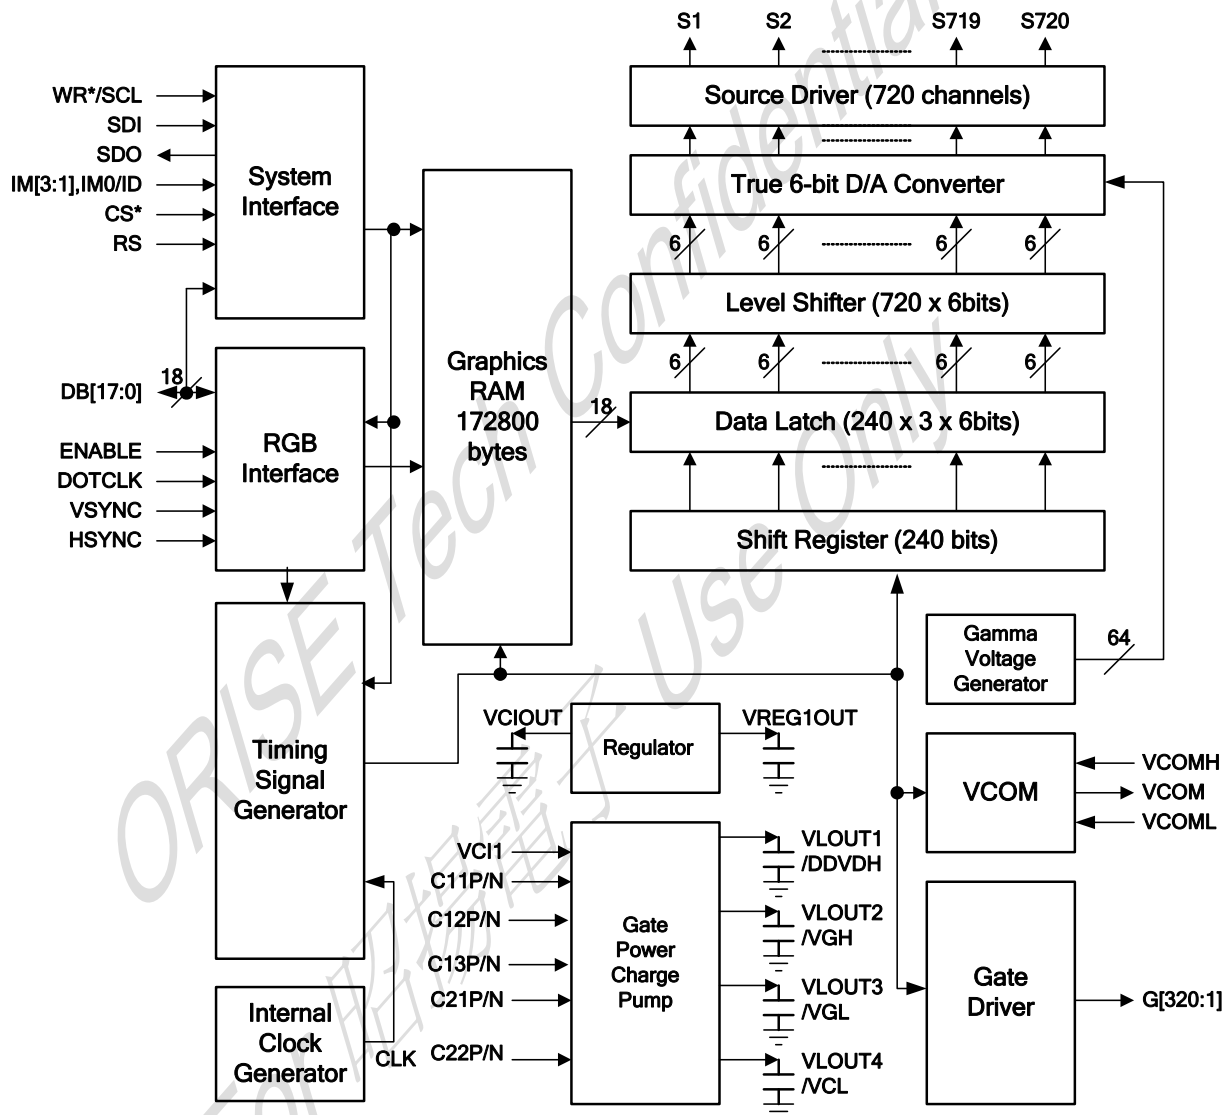 S1
S2
S719
S720
Source Driver (720 channels)
WR*/SCL
SDI
SDO
IM[3:1],IM0/ID
CS*
RS
System
Interface
True 6-bit D/A Converter
6
6
6
6
Level Shifter (720 x 6bits)
6
6
6
6
18
DB[17:0]
ENABLE
DOTCLK
VSYNC
HSYNC
RGB
Interface
Graphics
RAM
172800
bytes
18
Data Latch (240 x 3 x 6bits)
Shift Register (240 bits)
Gamma
Voltage
Generator
64
Timing
Signal
Generator
VCIOUT
Regulator
VREG1OUT
VCOM
VCOMH
VCOM
VCOML
VCI1
C11P/N
C12P/N
C13P/N
C21P/N
C22P/N
Gate
Power
Charge
Pump
VLOUT1
/DDVDH
VLOUT2
/VGH
VLOUT3
/VGL
VLOUT4
/VCL
Gate
Driver
G[320:1]
Internal
Clock
Generator
CLK
ORISE Tech Confidential
For 昭揚電子 Use Only